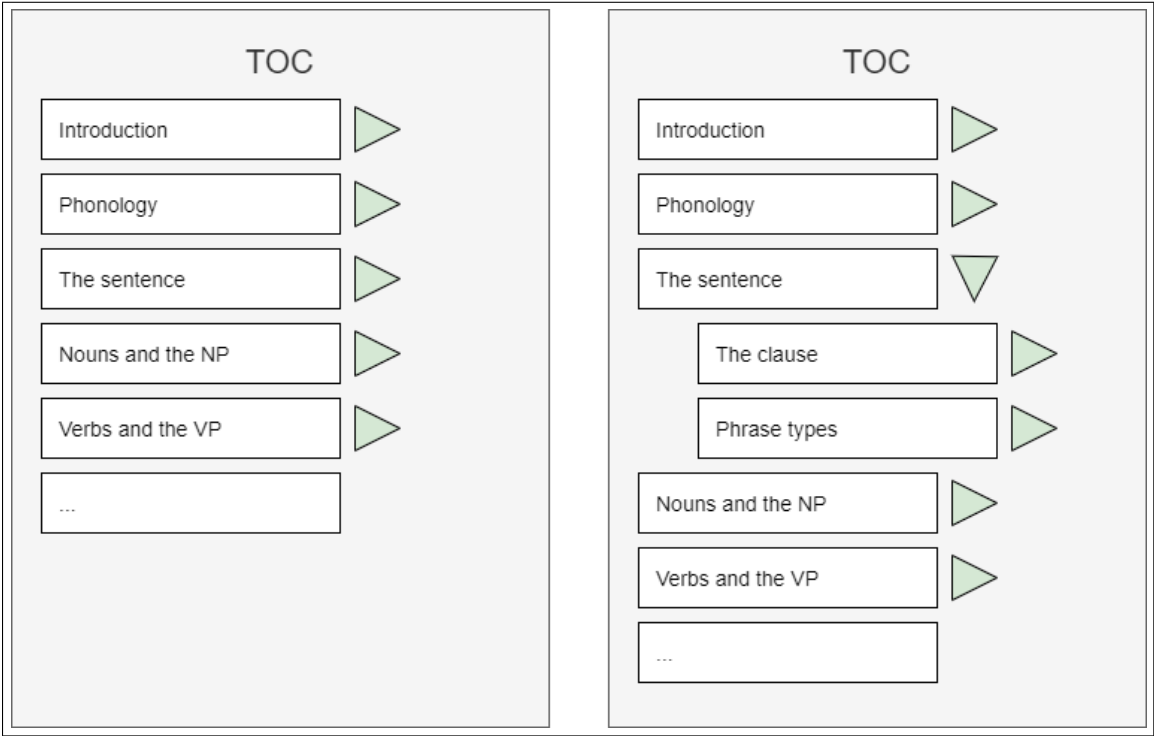 TOC
Introduction
Phonology
The sentence
Nouns and the NP
Verbs and the VP
...
TOC
Introduction
Phonology
The sentence
The clause
Phrase types
Nouns and the NP
Verbs and the VP
...